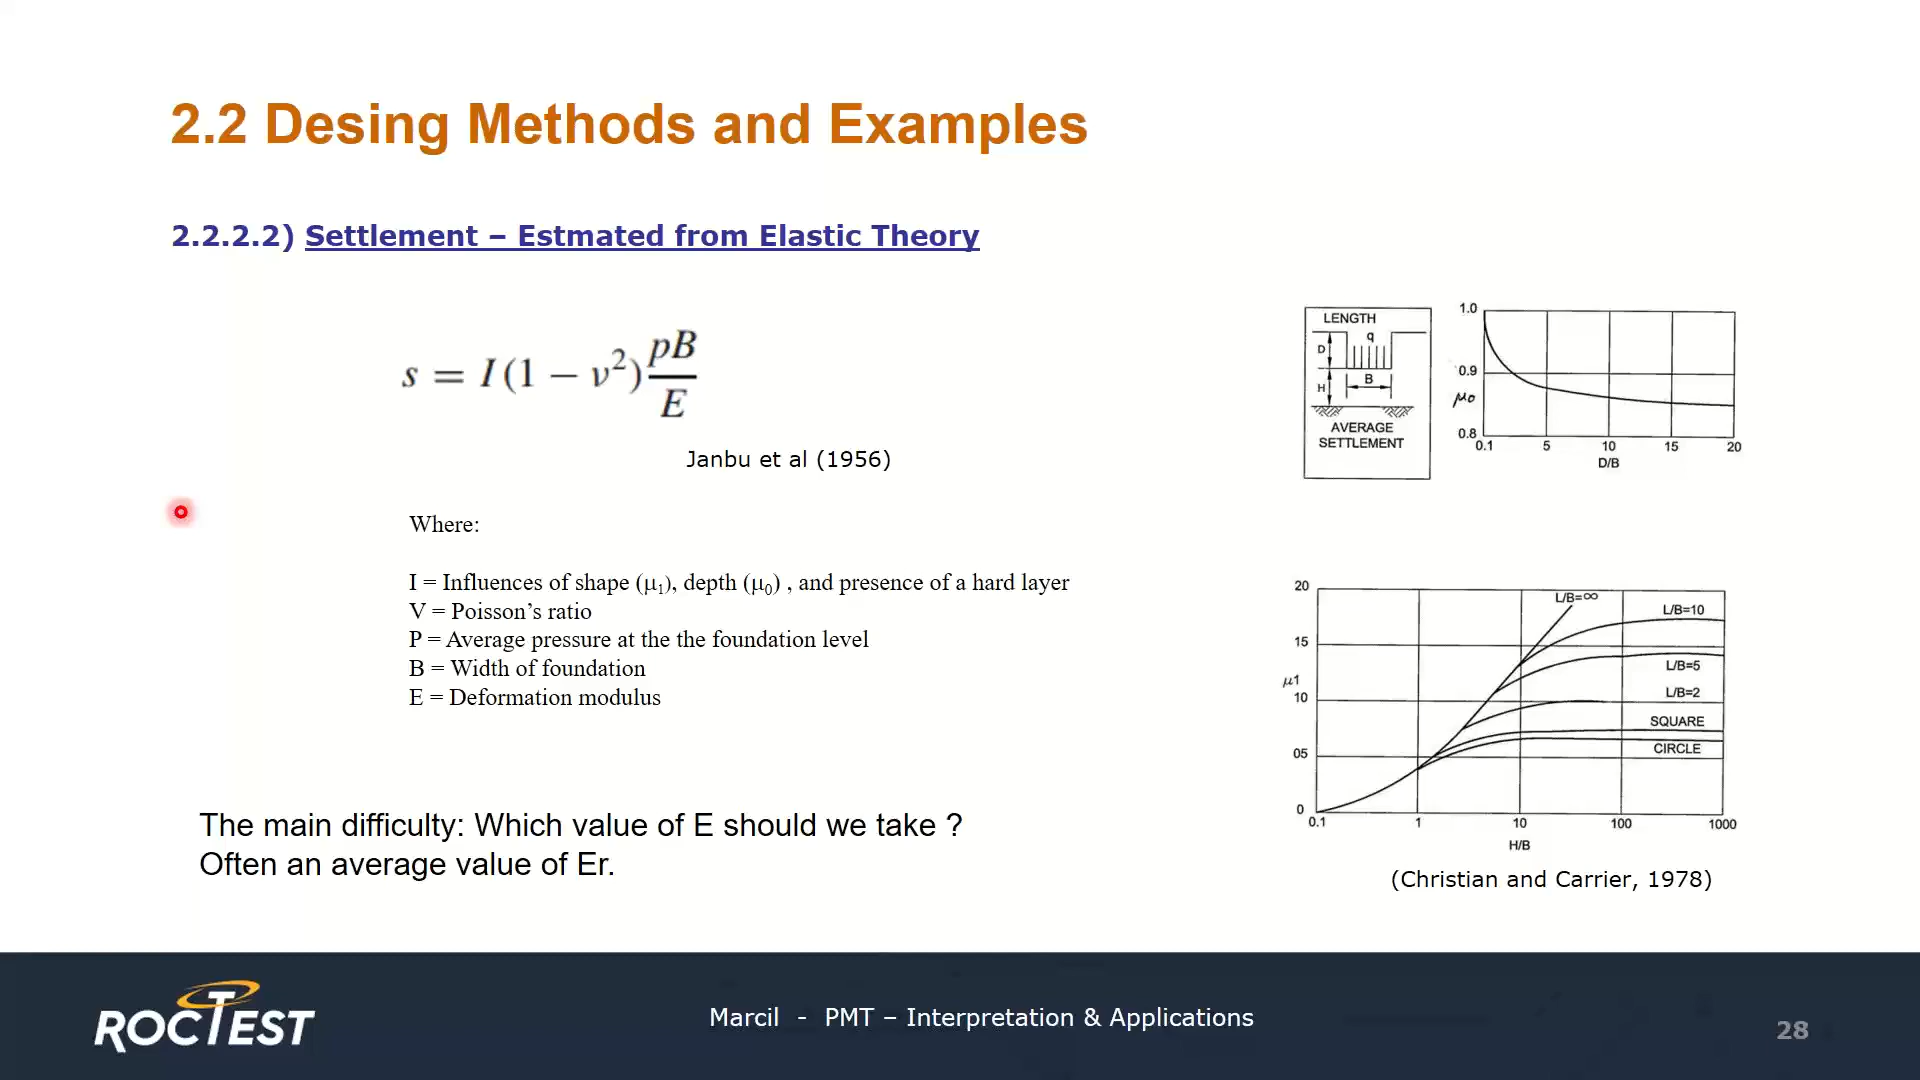 2.2 Desing Methods and Examples
2.2.2.2) Settlement – Estmated from Elastic Theory
s = I(1 − ν²) pB/E
Janbu et al (1956)
Where:
I = Influences of shape (μ₁), depth (μ₀) , and presence of a hard layer
V = Poisson’s ratio
P = Average pressure at the the foundation level
B = Width of foundation
E = Deformation modulus
The main difficulty: Which value of E should we take ?
Often an average value of Er.
LENGTH
q
D
B
H
AVERAGE
SETTLEMENT
1.0
0.9
μo
0.8
0.1 5 10 15 20
D/B
20
L/B=∞
L/B=10
15
L/B=5
μ1
L/B=2
10
SQUARE
CIRCLE
05
0
0.1 1 10 100 1000
H/B
(Christian and Carrier, 1978)
ROCTEST
Marcil - PMT – Interpretation & Applications
28